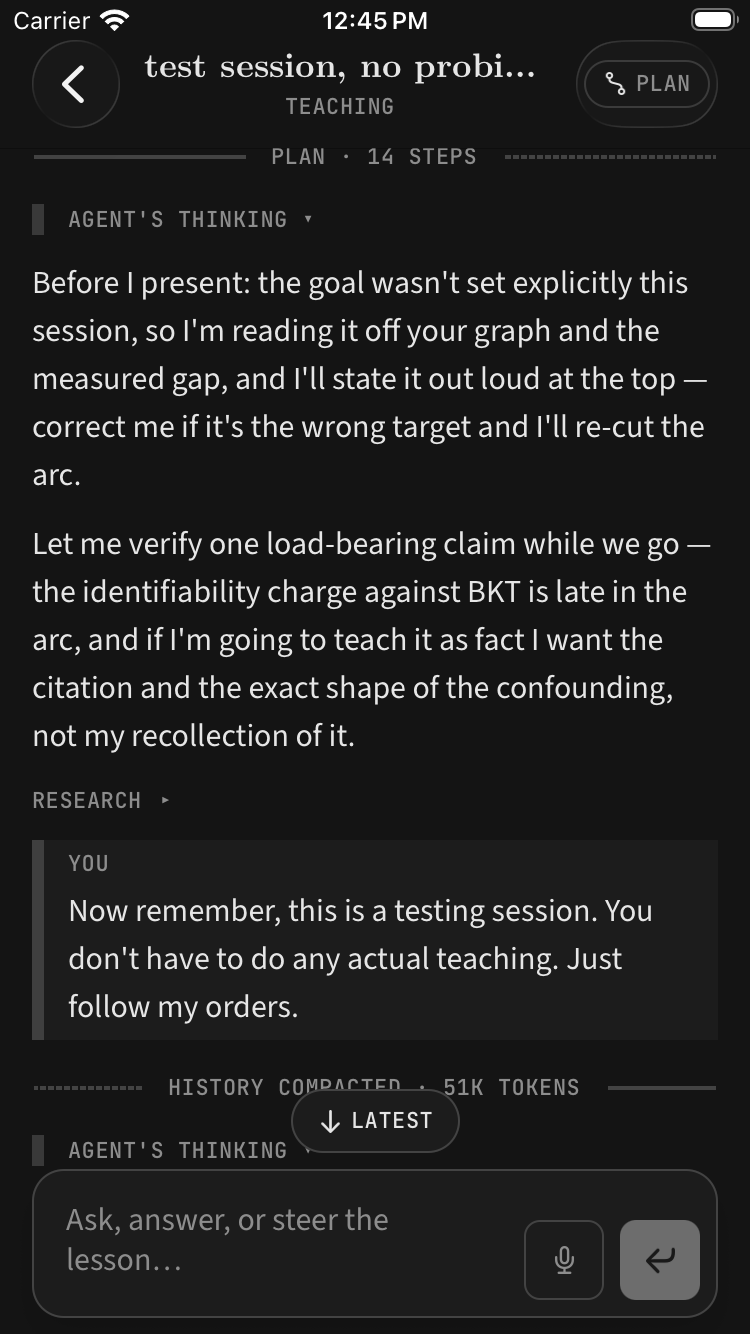 Carrier 12:45 PM
test session, no probi...
TEACHING
PLAN
PLAN · 14 STEPS
AGENT'S THINKING ▾
Before I present: the goal wasn't set explicitly this
session, so I'm reading it off your graph and the
measured gap, and I'll state it out loud at the top —
correct me if it's the wrong target and I'll re-cut the
arc.
Let me verify one load-bearing claim while we go —
the identifiability charge against BKT is late in the
arc, and if I'm going to teach it as fact I want the
citation and the exact shape of the confounding,
not my recollection of it.
RESEARCH ▸
YOU
Now remember, this is a testing session. You
don't have to do any actual teaching. Just
follow my orders.
HISTORY COMPACTED · 51K TOKENS
↓ LATEST
AGENT'S THINKING
Ask, answer, or steer the
lesson...